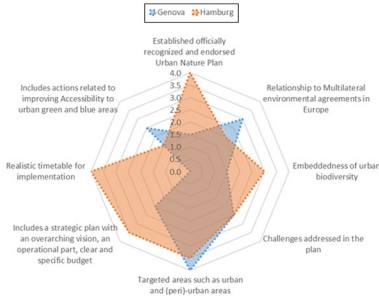 Genova Hamburg
Established officially
recognized and endorsed
Urban Nature Plan
4.0
3.5
3.0
2.5
2.0
1.5
1.0
0.5
0.0
Relationship to Multilateral
environmental agreements in
Europe
Embeddedness of urban
biodiversity
Challenges addressed in the
plan
Targeted areas such as urban
and (peri)-urban areas
Includes a strategic plan with
an overarching vision, an
operational part, clear and
specific budget
Realistic timetable for
implementation
Includes actions related to
improving Accessibility to
urban green and blue areas